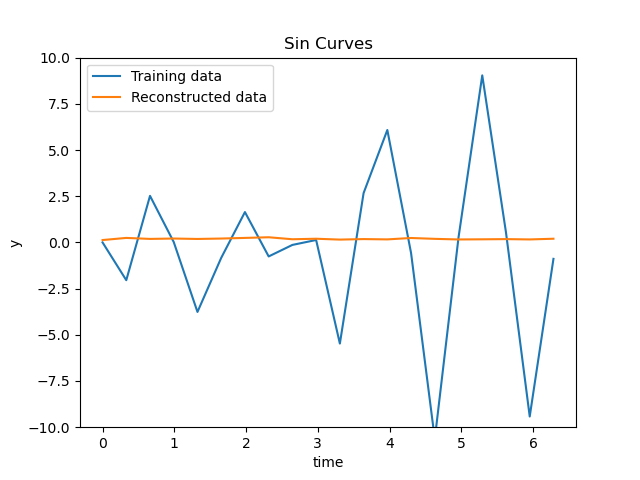 Sin Curves
Training data
Reconstructed data
10.0
7.5
5.0
2.5
0.0
−2.5
−5.0
−7.5
−10.0
y
0 1 2 3 4 5 6
time